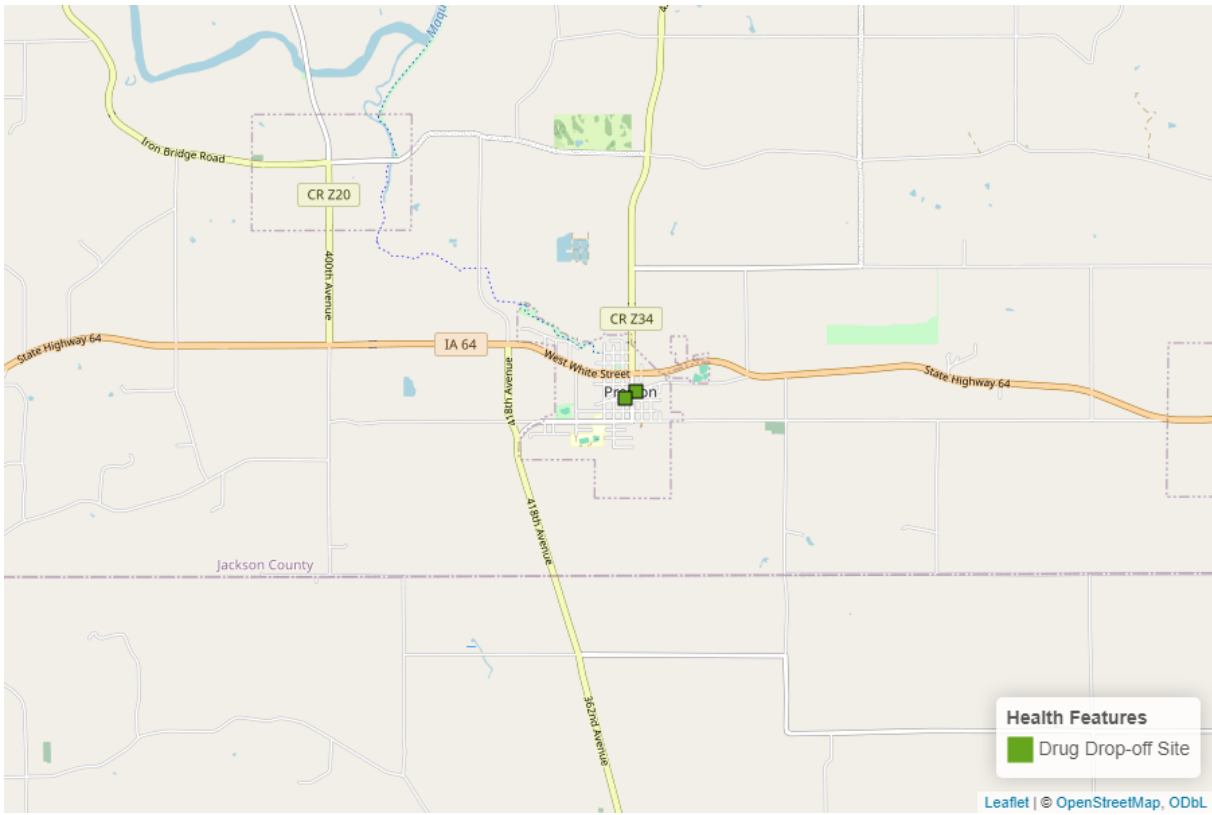 Maqu
Iron Bridge Road
CR Z20
400th Avenue
CR Z34
State Highway 64
IA 64
West White Street
State Highway 64
418th Avenue
418th Avenue
Jackson County
362nd Avenue
Health Features
Drug Drop-off Site
Leaflet | © OpenStreetMap, ODbL